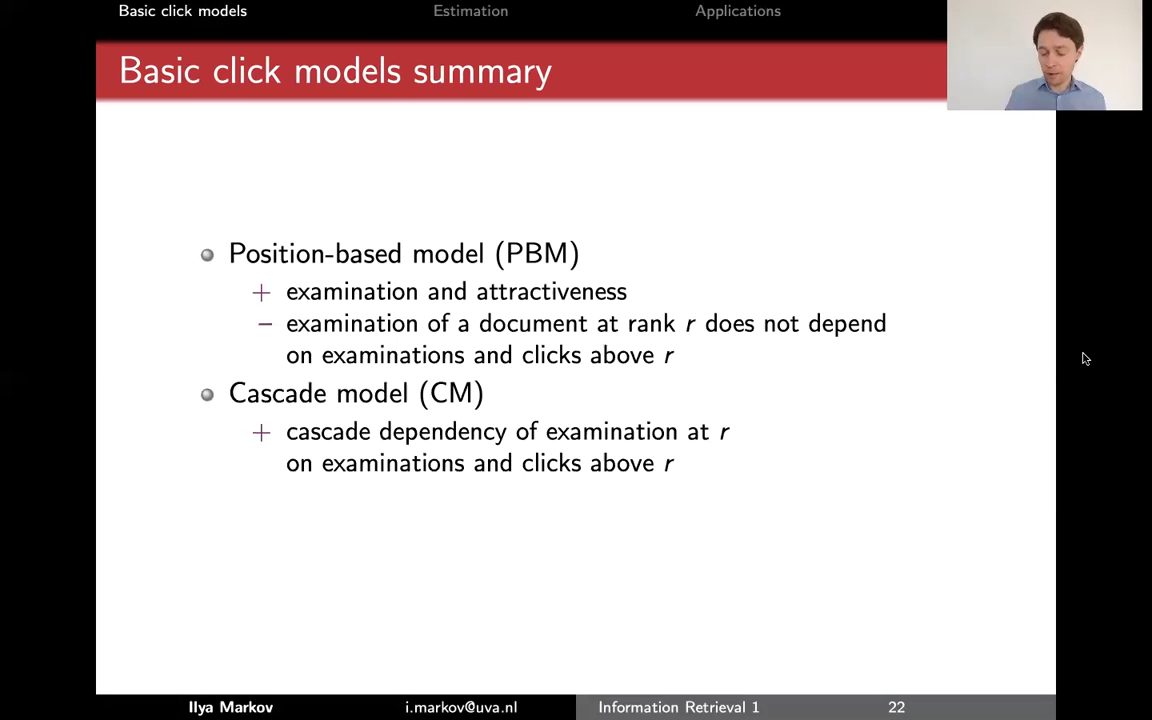 Basic click models Estimation Applications
Basic click models summary
Position-based model (PBM)
+ examination and attractiveness
– examination of a document at rank r does not depend
on examinations and clicks above r
Cascade model (CM)
+ cascade dependency of examination at r
on examinations and clicks above r
Ilya Markov i.markov@uva.nl Information Retrieval 1 22